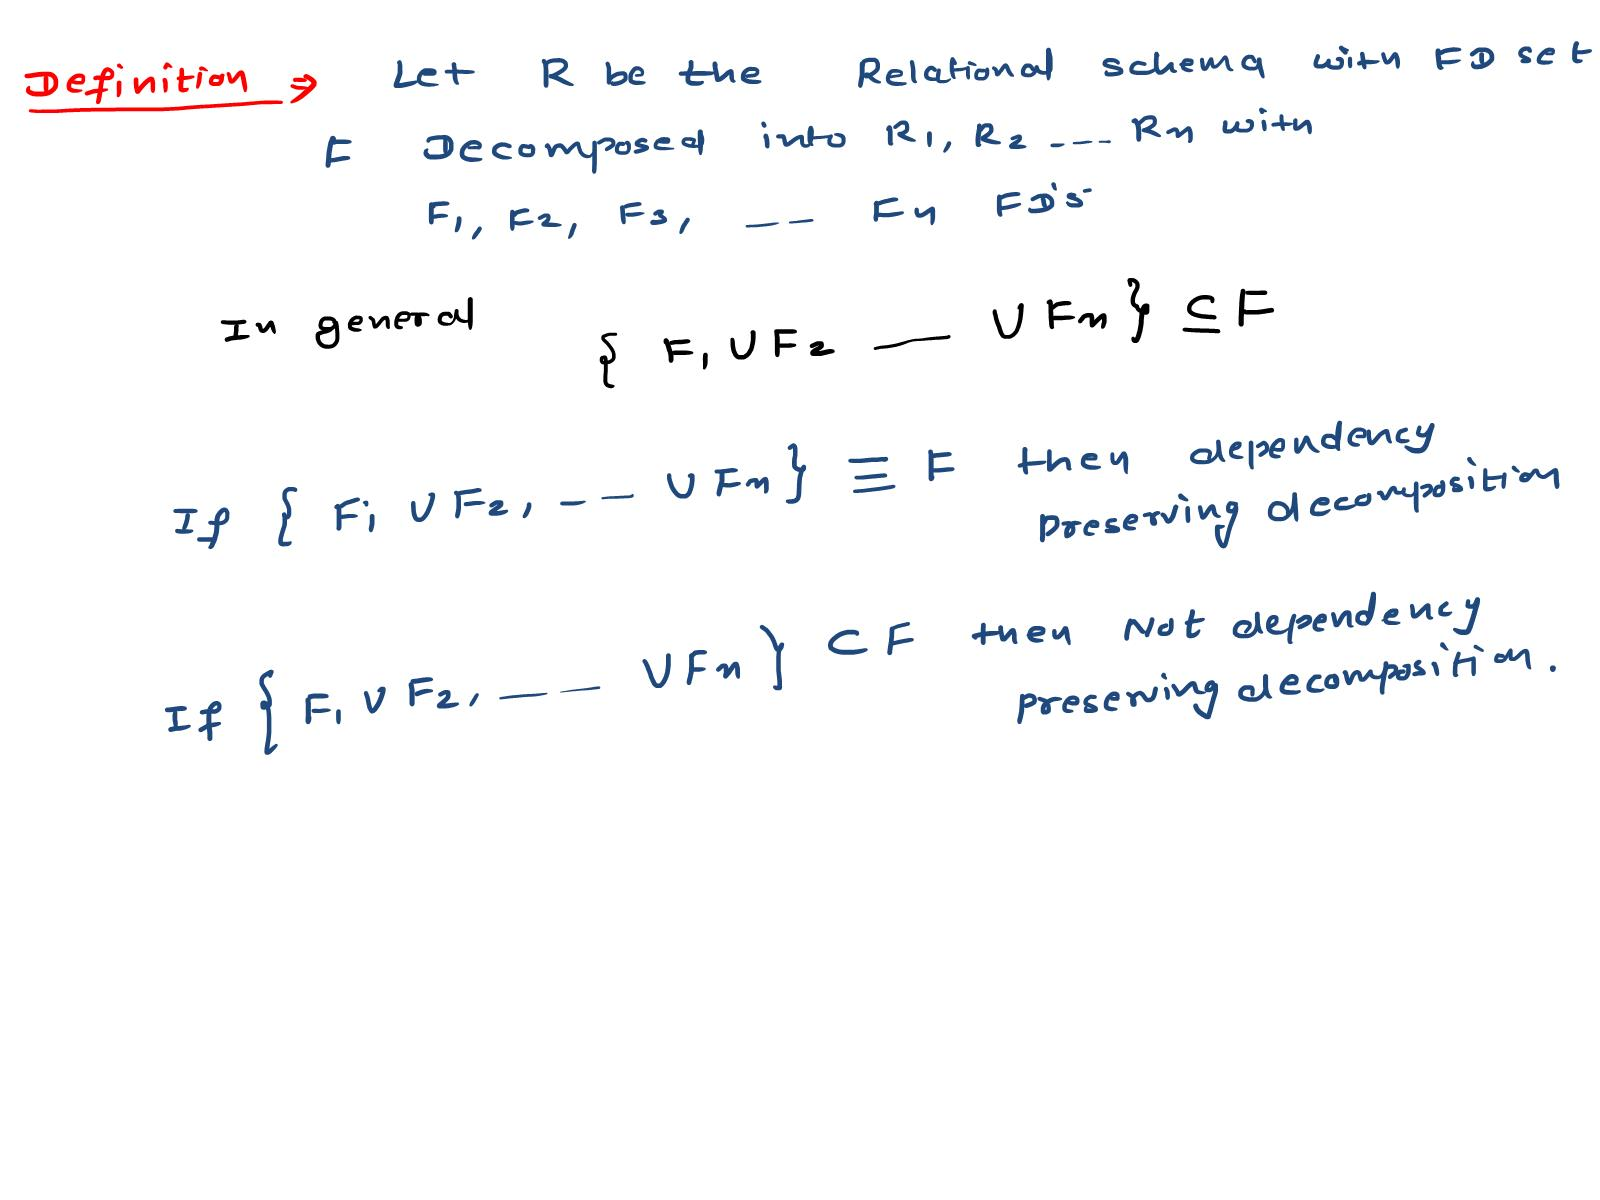 Definition → Let R be the Relational schema with FD set
F Decomposed into R1, R2 ---- Rn with
F1, F2, F3, -- Fn FD's
In general { F1 ∪ F2 — ∪ Fn } ⊆ F
If { F1 ∪ F2, -- ∪ Fn } ≡ F then dependency
preserving decomposition
If { F1 ∪ F2, —— ∪ Fn } ⊂ F then Not dependency
preserving decomposition.